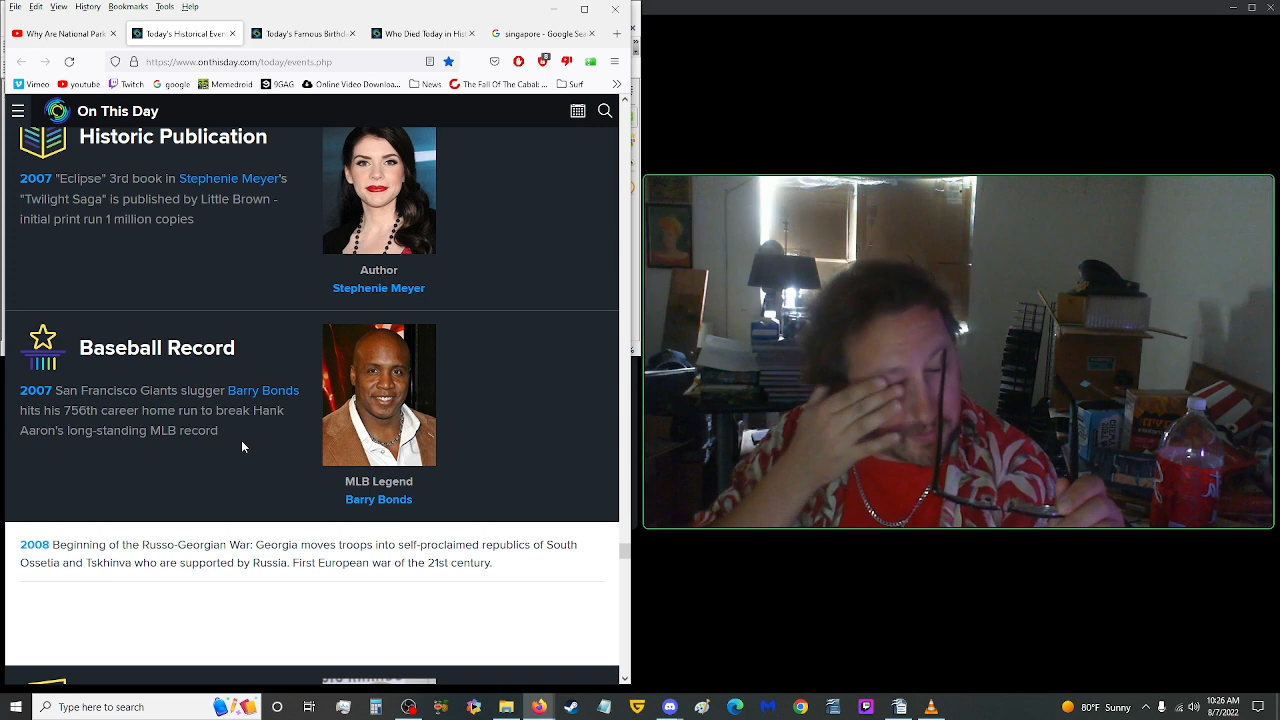 File Edit View History Bookmarks Tools Help
Why Are National Par
Today's Historical Even
Today's Famous Birthda
Who Died Today in His
singapore - Google Sea
onthisday.com/today/events.php
Vimeo youtube Twitch google Metroid 9GAG Online Video Downloa... News The Fall Of The Cabal ... Surf
On This Day
Historic Publication
2007 "Eclipse" 3rd book in Stephenie Meyer's
"Twilight Saga" is published by Little Brown -
initial print run 1 million copies
Author
Stephenie Meyer
Baseball Record
2007 San Francisco Giants slugger Barry Bonds
hits his 756th career home run to break Hank
Aaron's long-standing MLB record
MLB Legend
Barry Bonds
2008 Beginning of the Russo-Georgian War: Georgia moves troops into self-proclaimed republics of South
Ossetia and Tskhinva who are supported by Russia. First European war of the 21st century.
Type here to search
80°F Sunny
10:26 AM
8/7/2022